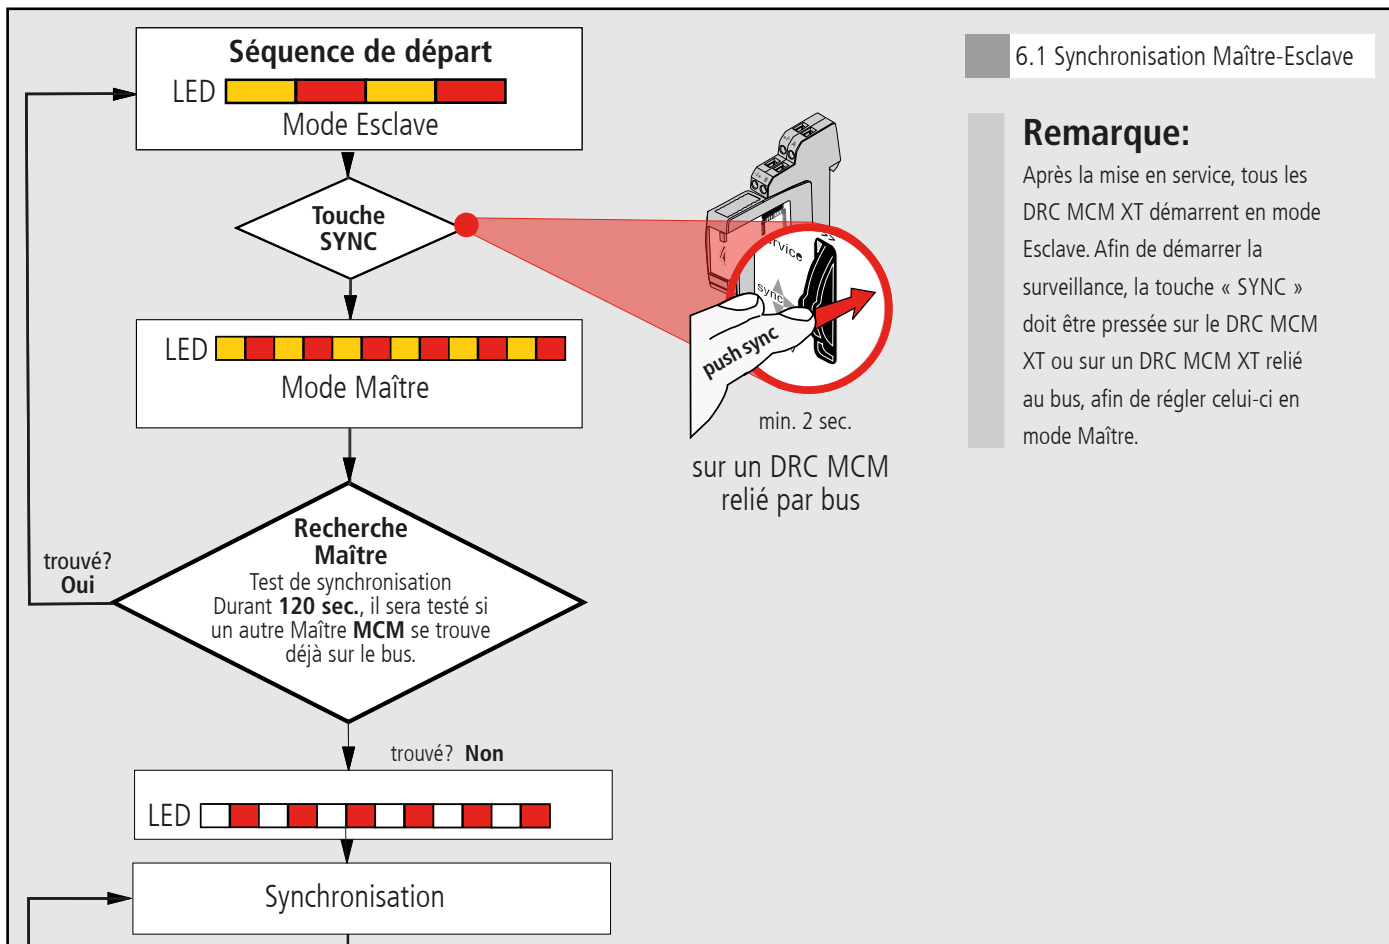 Séquence de départ
LED
Mode Esclave
Touche
SYNC
LED
Mode Maître
rvice
sync
push sync
min. 2 sec.
sur un DRC MCM
relié par bus
Recherche
Maître
Test de synchronisation
Durant 120 sec., il sera testé si
un autre Maître MCM se trouve
déjà sur le bus.
trouvé?
Oui
trouvé? Non
LED
Synchronisation
6.1 Synchronisation Maître-Esclave
Remarque:
Après la mise en service, tous les
DRC MCM XT démarrent en mode
Esclave. Afin de démarrer la
surveillance, la touche « SYNC »
doit être pressée sur le DRC MCM
XT ou sur un DRC MCM XT relié
au bus, afin de régler celui-ci en
mode Maître.